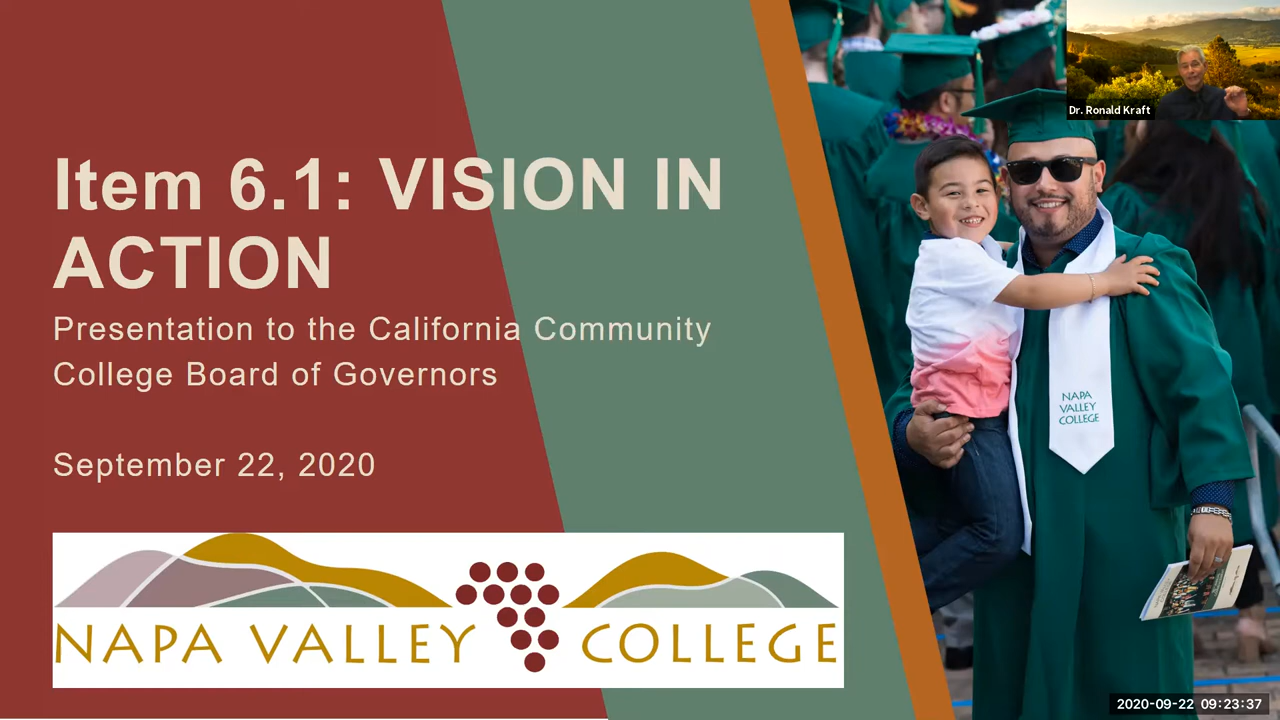 Item 6.1: VISION IN
ACTION
Presentation to the California Community
College Board of Governors
September 22, 2020
NAPA VALLEY COLLEGE
Dr. Ronald Kraft
NAPA
VALLEY
COLLEGE
2020-09-22 09:23:37